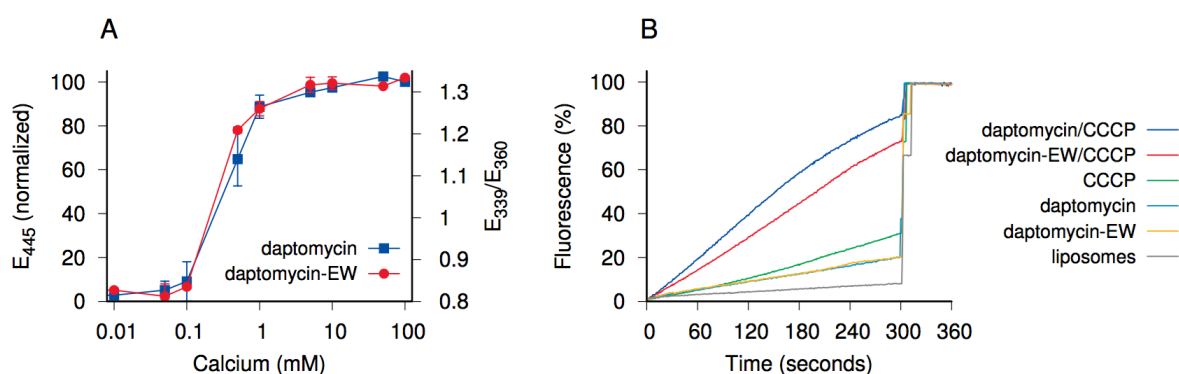 A
E445 (normalized)
100
80
60
40
20
0
0.01
0.1
1
10
100
Calcium (mM)
1.3
1.2
1.1
1
0.9
0.8
E339/E360
daptomycin
daptomycin-EW
B
Fluorescence (%)
100
80
60
40
20
0
0
60
120
180
240
300
360
Time (seconds)
daptomycin/CCCP
daptomycin-EW/CCCP
CCCP
daptomycin
daptomycin-EW
liposomes